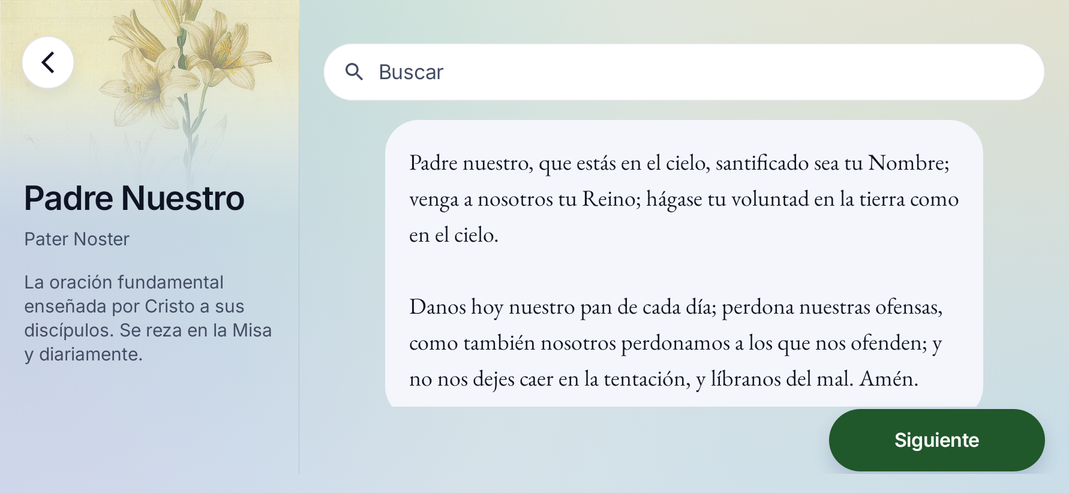 Padre Nuestro
Pater Noster
La oración fundamental
enseñada por Cristo a sus
discípulos. Se reza en la Misa
y diariamente.
Buscar
Padre nuestro, que estás en el cielo, santificado sea tu Nombre;
venga a nosotros tu Reino; hágase tu voluntad en la tierra como
en el cielo.
Danos hoy nuestro pan de cada día; perdona nuestras ofensas,
como también nosotros perdonamos a los que nos ofenden; y
no nos dejes caer en la tentación, y líbranos del mal. Amén.
Siguiente